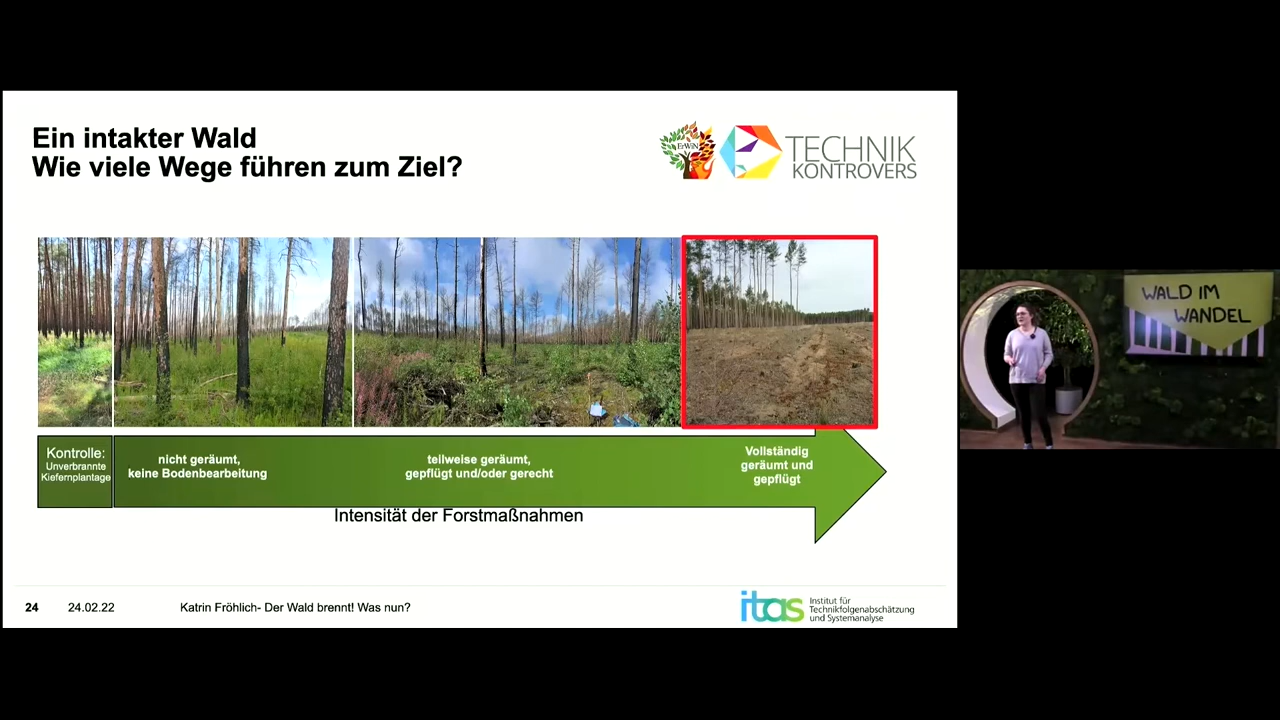 Ein intakter Wald
Wie viele Wege führen zum Ziel?
ErWiN
TECHNIK
KONTROVERS
WALD IM
WANDEL
Kontrolle:
Unverbrannte
Kiefernplantage
nicht geräumt,
keine Bodenbearbeitung
teilweise geräumt,
gepflügt und/oder gerecht
Vollständig
geräumt und
gepflügt
Intensität der Forstmaßnahmen
24 24.02.22 Katrin Fröhlich- Der Wald brennt! Was nun?
itas
Institut für
Technikfolgenabschätzung
und Systemanalyse